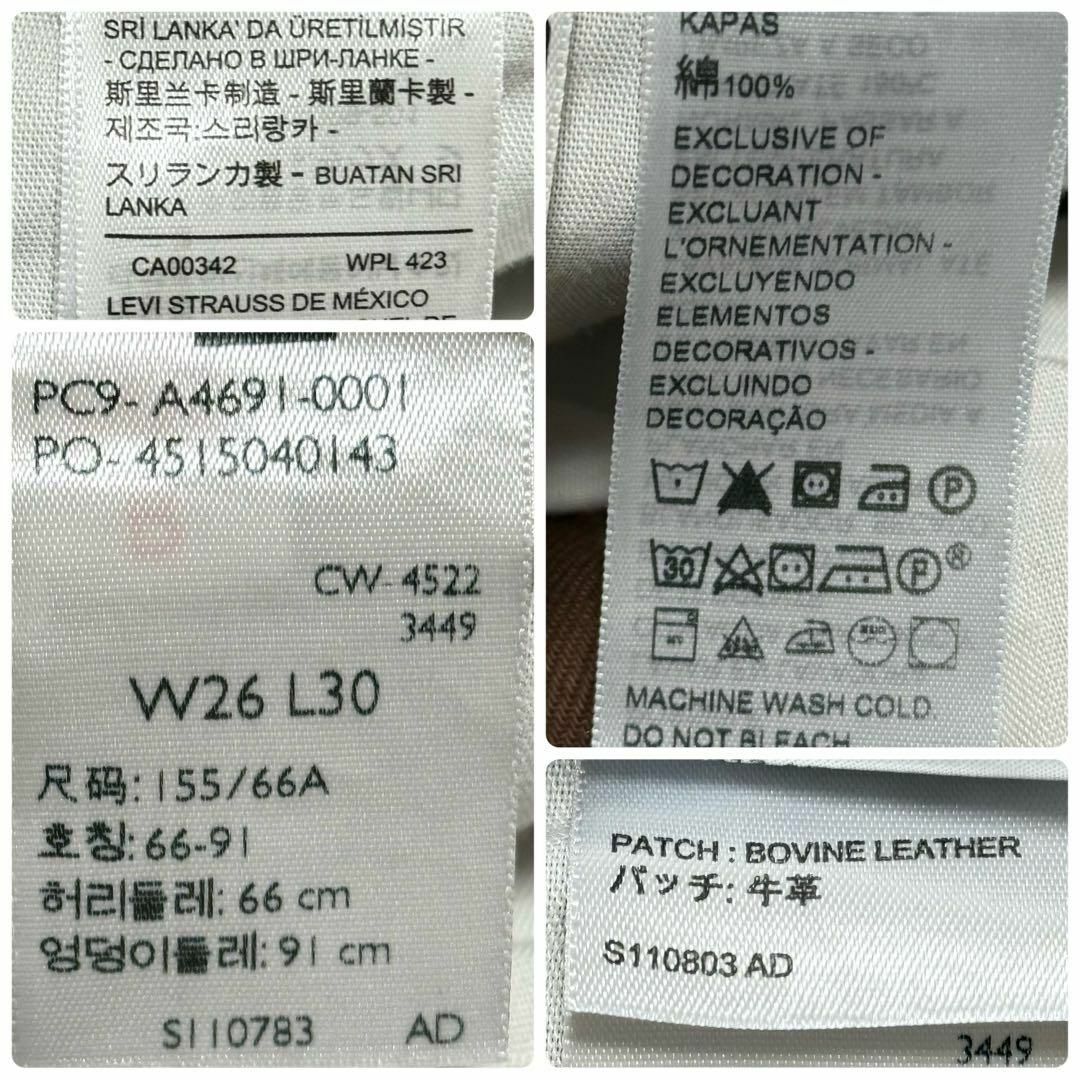 SRİ LANKA' DA ÜRETİLMİŞTİR
- СДЕЛАНО В ШРИ-ЛАНКЕ -
斯里兰卡制造 - 斯里蘭卡製 -
제조국:스리랑카 -
スリランカ製 - BUATAN SRI
LANKA
CA00342 WPL 423
LEVI STRAUSS DE MÉXICO
PC9- A4691-0001
PO- 4515040143
CW- 4522
3449
W26 L30
尺码: 155/66A
호칭: 66-91
허리둘레: 66 cm
엉덩이둘레: 91 cm
S110783 AD
KAPAS
綿100%
EXCLUSIVE OF
DECORATION -
EXCLUANT
L'ORNEMENTATION -
EXCLUYENDO
ELEMENTOS
DECORATIVOS -
EXCLUINDO
DECORAÇÃO
P
30 P®
MACHINE WASH COLD
DO NOT BLEACH
PATCH : BOVINE LEATHER
パッチ: 牛革
S110803 AD
3449